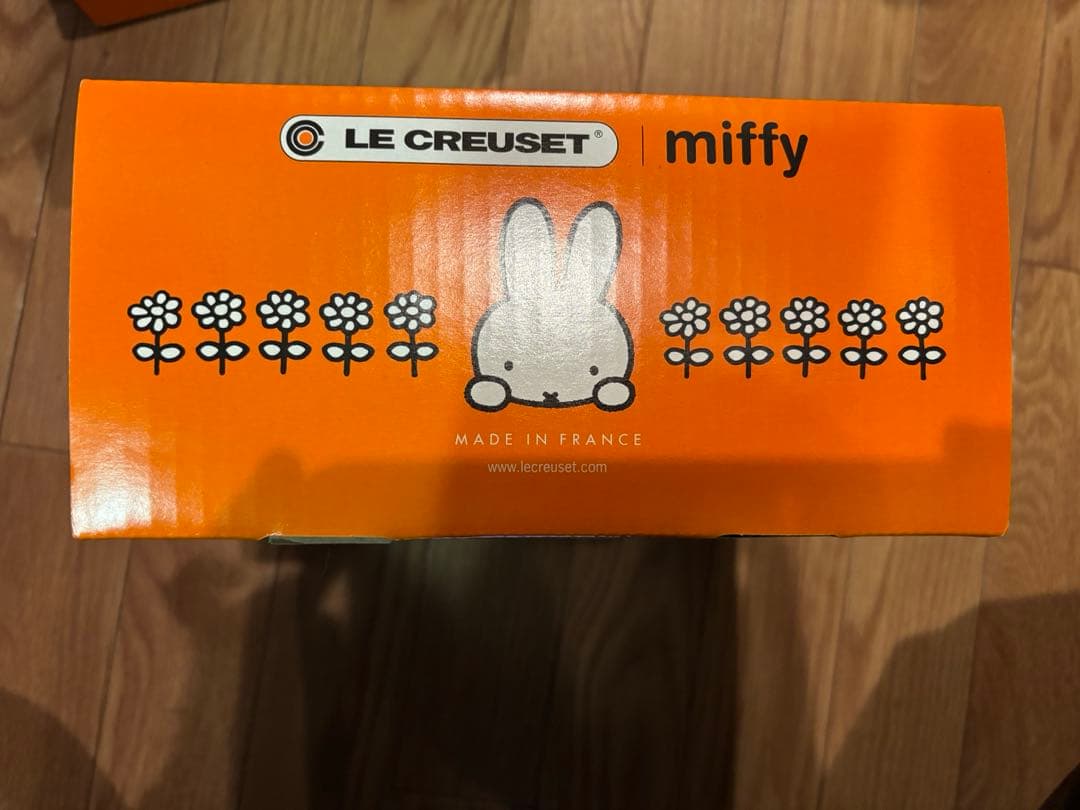 LE CREUSET® | miffy
MADE IN FRANCE
www.lecreuset.com